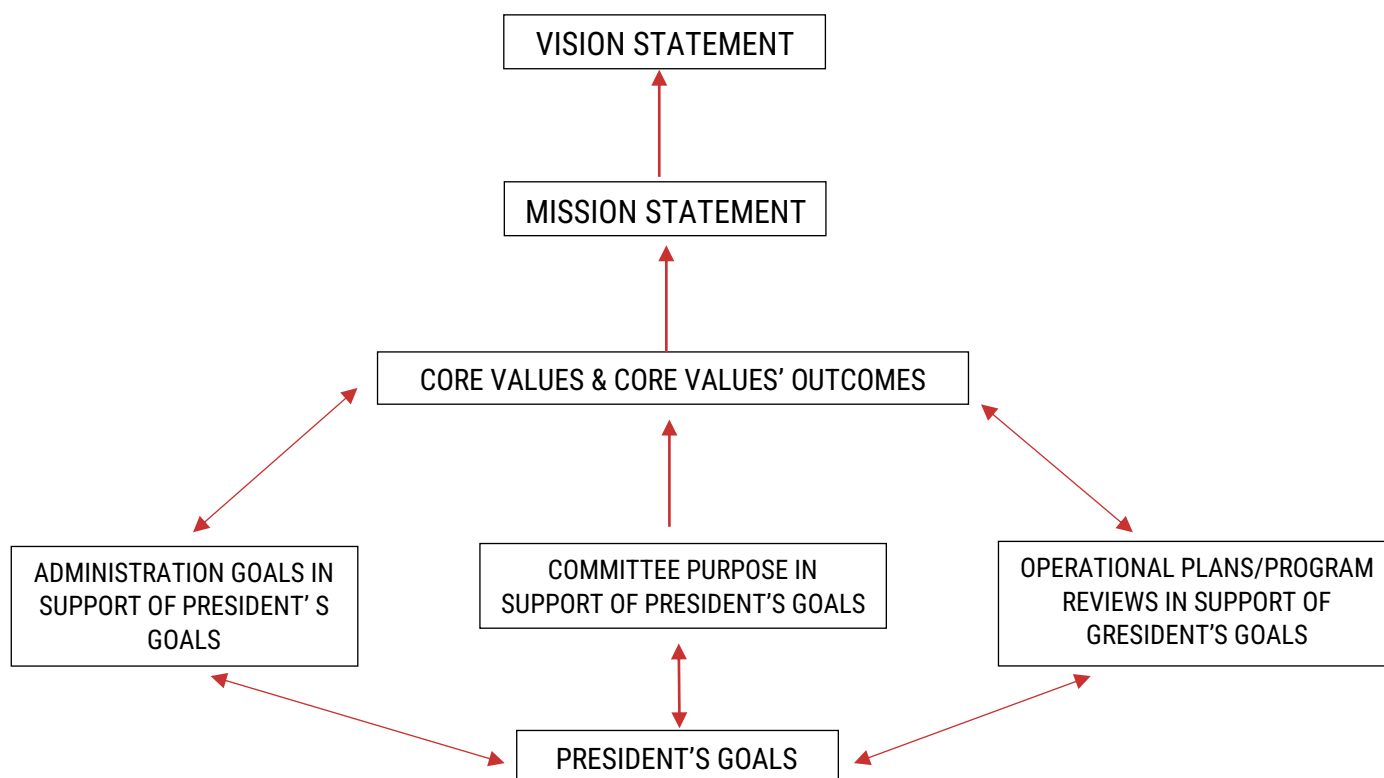 VISION STATEMENT
MISSION STATEMENT
CORE VALUES & CORE VALUES’ OUTCOMES
ADMINISTRATION GOALS IN
SUPPORT OF PRESIDENT’ S
GOALS
COMMITTEE PURPOSE IN
SUPPORT OF PRESIDENT’S GOALS
OPERATIONAL PLANS/PROGRAM
REVIEWS IN SUPPORT OF
GRESIDENT’S GOALS
PRESIDENT’S GOALS